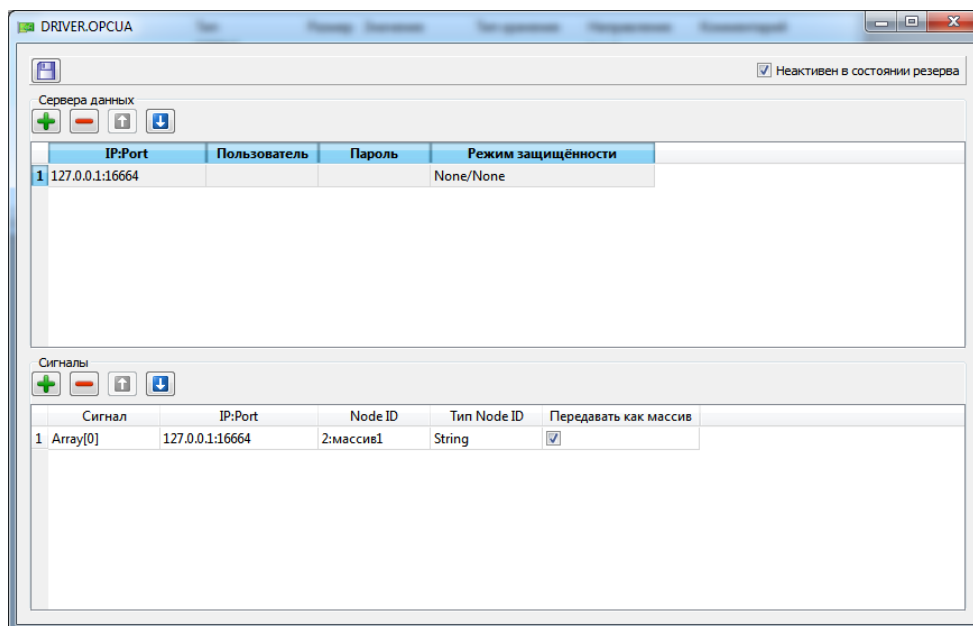 DRIVER.OPCUA
Неактивен в состоянии резерва
Сервера данных
IP:Port Пользователь Пароль Режим защищённости
1 127.0.0.1:16664 None/None
Сигналы
Сигнал IP:Port Node ID Тип Node ID Передавать как массив
1 Array[0] 127.0.0.1:16664 2:массив1 String